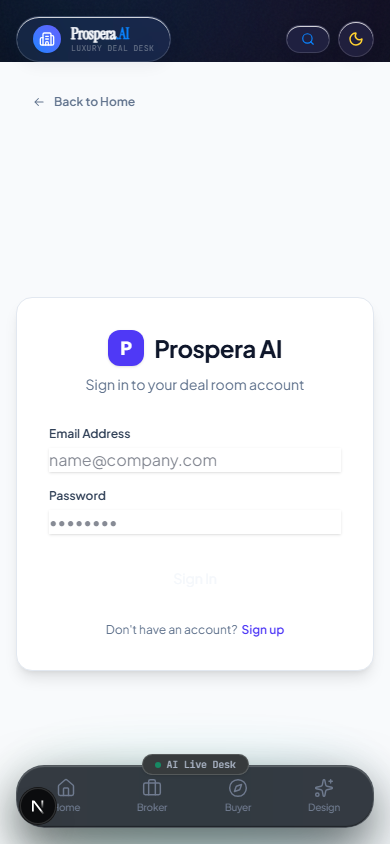 Prospera.AI
LUXURY DEAL DESK
Back to Home
P Prospera AI
Sign in to your deal room account
Email Address
name@company.com
Password
Sign In
Don't have an account? Sign up
AI Live Desk
N
Home Broker Buyer Design